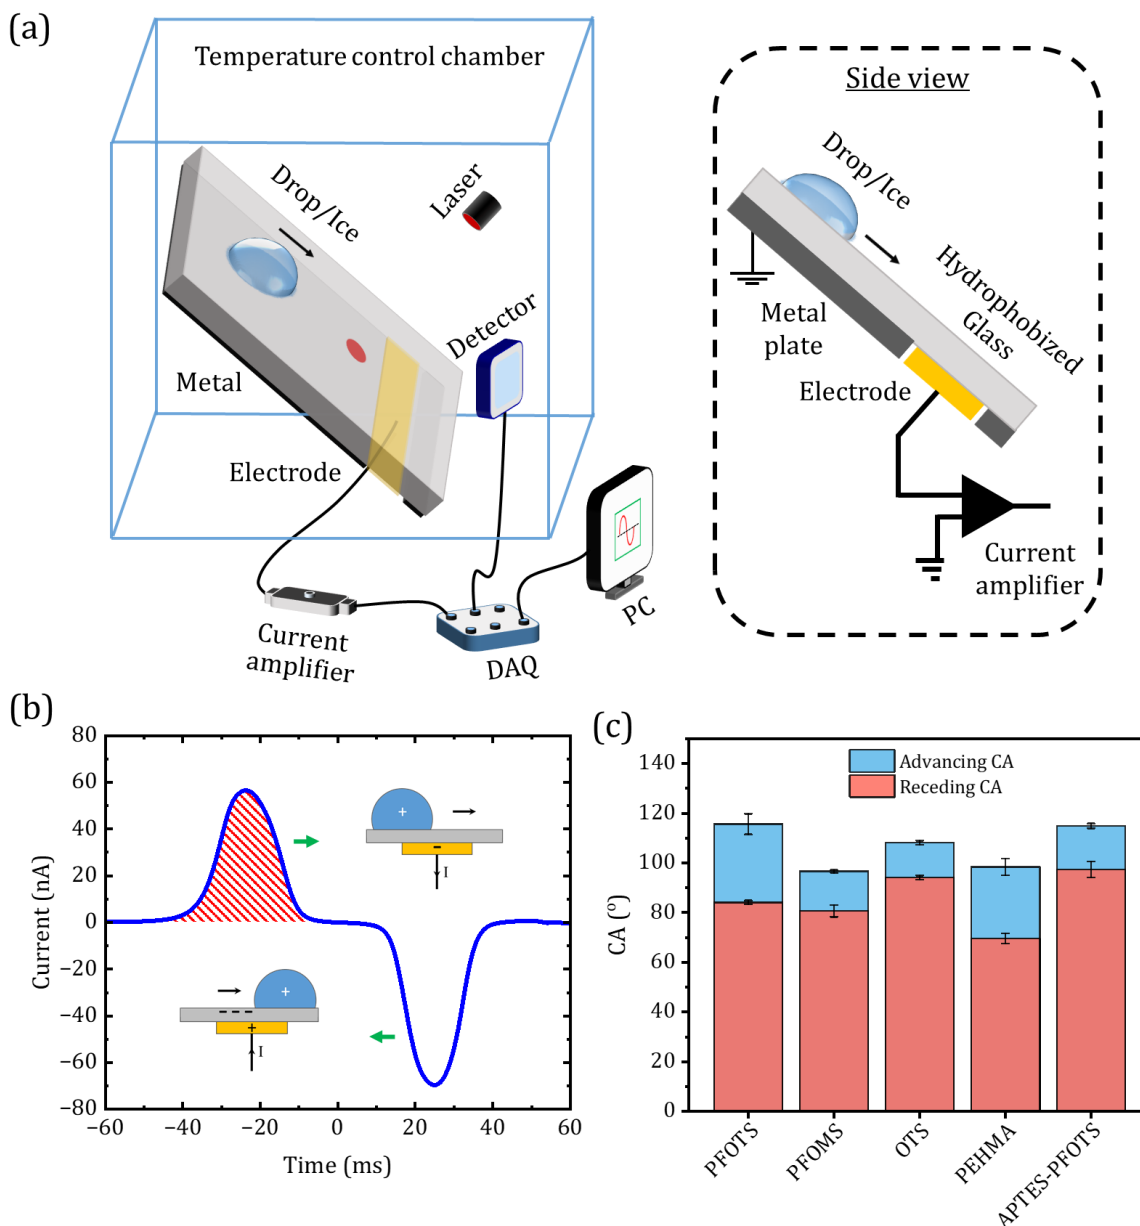 (a)
Temperature control chamber
Drop/Ice
Laser
Detector
Metal
Electrode
Current
amplifier
DAQ
PC
Side view
Drop/Ice
Hydrophobized
Glass
Metal
plate
Electrode
Current
amplifier
(b)
Current (nA)
80
60
40
20
0
−20
−40
−60
−80
+
-
I
+
---
+
I
−60
−40
−20
0
20
40
60
Time (ms)
(c)
CA (º)
140
120
100
80
60
40
20
0
Advancing CA
Receding CA
PFOTS
PFOMS
OTS
PEHMA
APTES-PFOTS